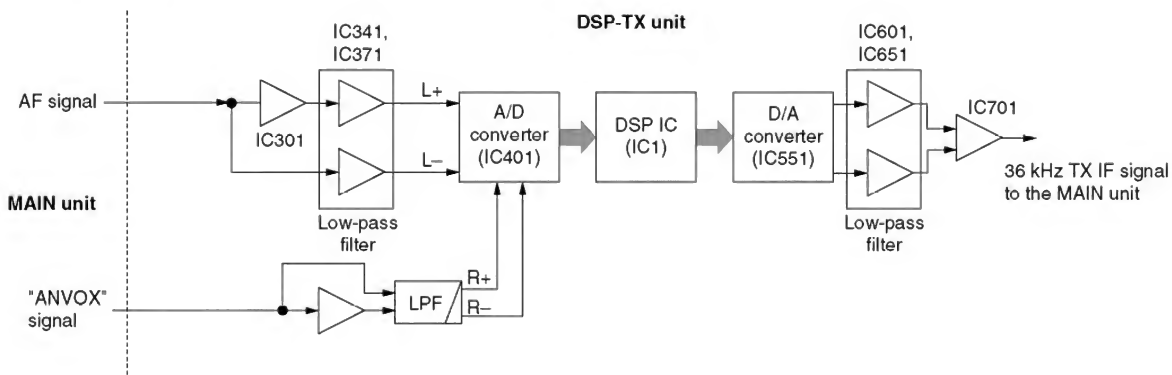 DSP-TX unit
IC341,
IC371
IC601,
IC651
AF signal
IC301
L+
L−
A/D
converter
(IC401)
DSP IC
(IC1)
D/A
converter
(IC551)
IC701
36 kHz TX IF signal
to the MAIN unit
MAIN unit
Low-pass
filter
Low-pass
filter
"ANVOX"
signal
LPF
R+
R−